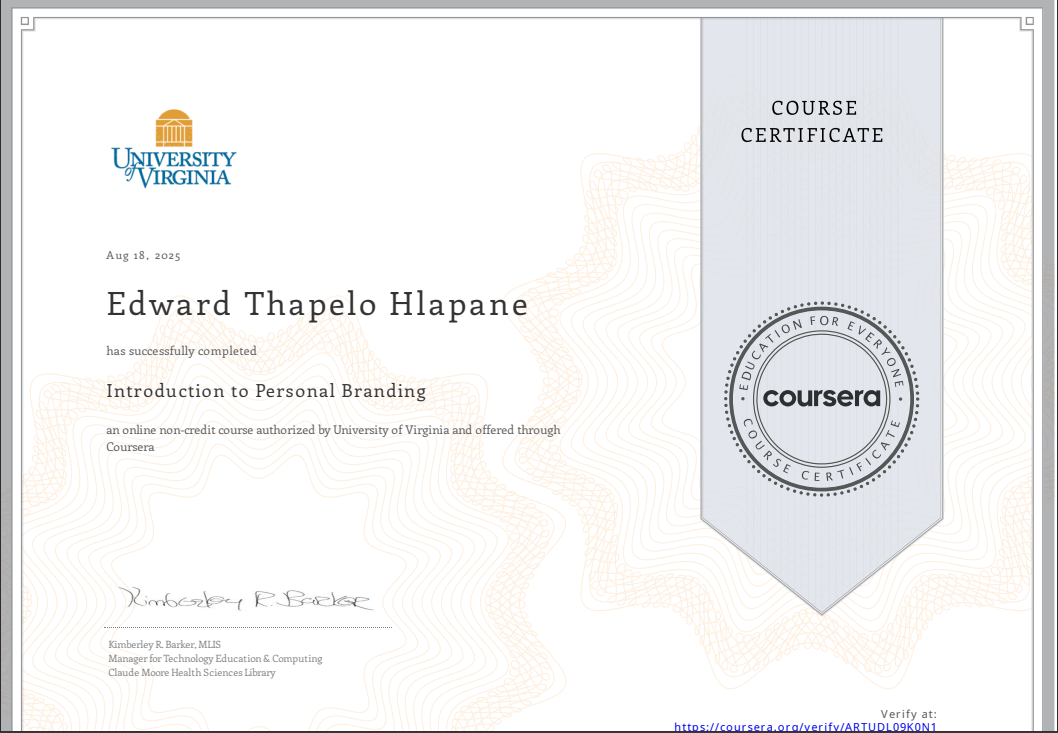 COURSE
CERTIFICATE
UNIVERSITY
of VIRGINIA
Aug 18, 2025
Edward Thapelo Hlapane
has successfully completed
Introduction to Personal Branding
an online non-credit course authorized by University of Virginia and offered through
Coursera
EDUCATION FOR EVERYONE
coursera
COURSE CERTIFICATE
Kimberley R. Barker
Kimberley R. Barker, MLIS
Manager for Technology Education & Computing
Claude Moore Health Sciences Library
Verify at:
https://coursera.org/verify/ARTUDL09K0N1